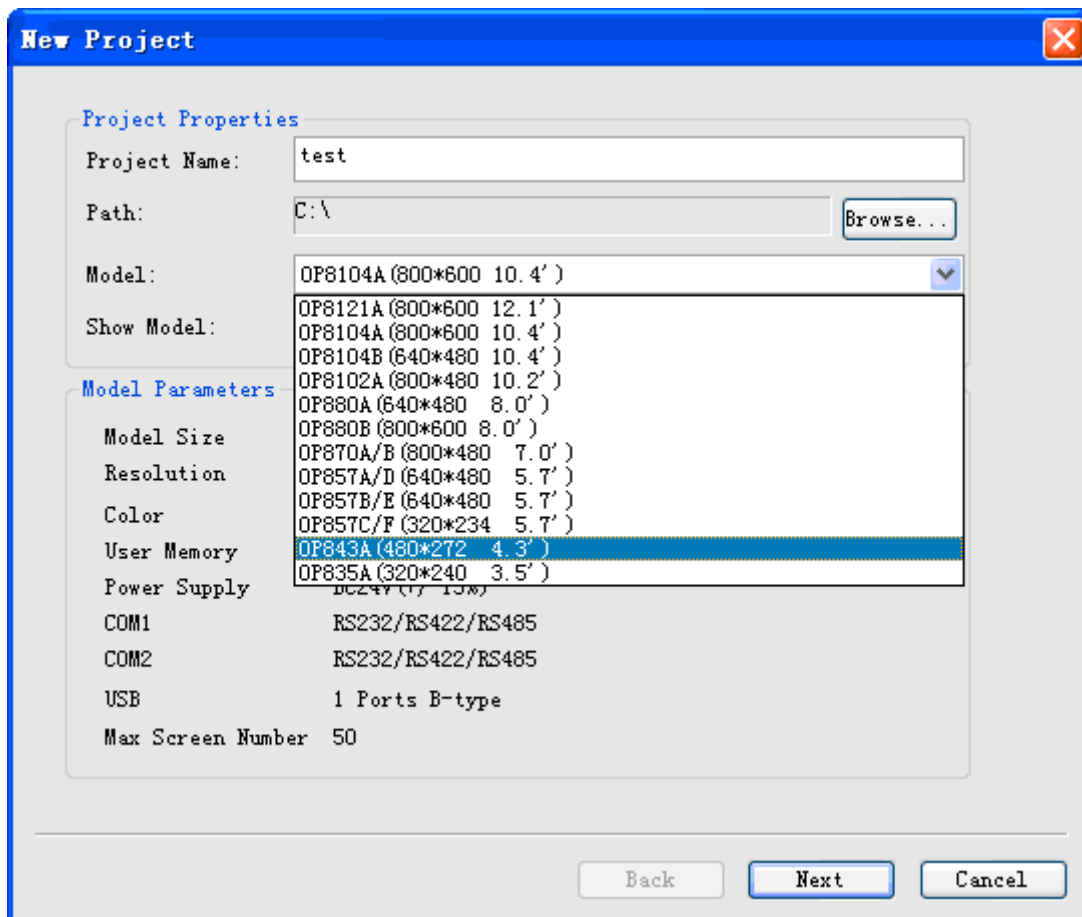 New Project
Project Properties
Project Name: test
Path: C:\ Browse...
Model: OP8104A(800*600 10.4')
OP8121A(800*600 12.1')
OP8104A(800*600 10.4')
Show Model:
OP8104B(640*480 10.4')
OP8102A(800*480 10.2')
Model Parameters
OP880A(640*480 8.0')
OP880B(800*600 8.0')
Model Size
OP870A/B(800*480 7.0')
Resolution
OP857A/D(640*480 5.7')
OP857B/E(640*480 5.7')
Color
OP857C/F(320*234 5.7')
User Memory
OP843A(480*272 4.3')
OP835A(320*240 3.5')
Power Supply
COM1 RS232/RS422/RS485
COM2 RS232/RS422/RS485
USB 1 Ports B-type
Max Screen Number 50
Back Next Cancel